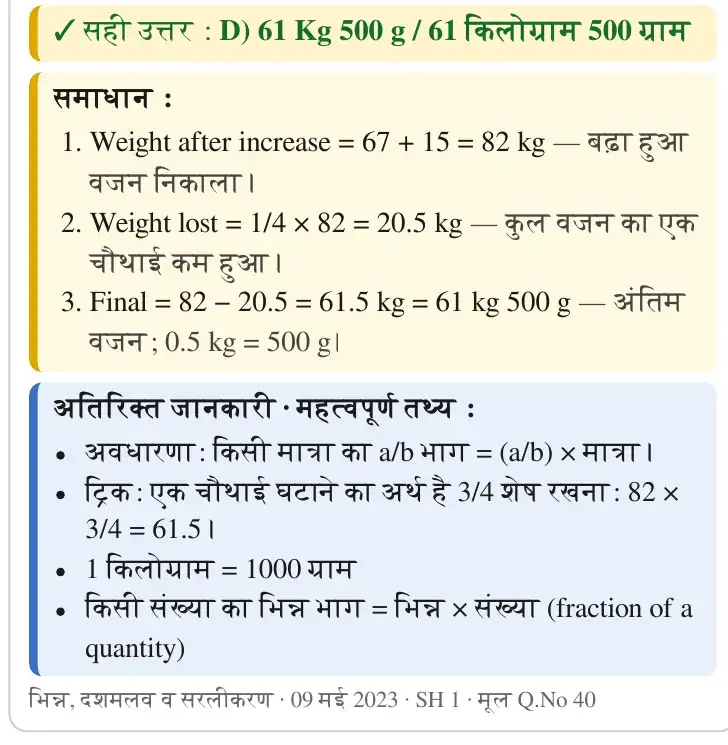 ✓ सही उत्तर : D) 61 Kg 500 g / 61 किलोग्राम 500 ग्राम
समाधान :
1. Weight after increase = 67 + 15 = 82 kg — बढ़ा हुआ
वजन निकाला।
2. Weight lost = 1/4 × 82 = 20.5 kg — कुल वजन का एक
चौथाई कम हुआ।
3. Final = 82 − 20.5 = 61.5 kg = 61 kg 500 g — अंतिम
वजन; 0.5 kg = 500 g।
अतिरिक्त जानकारी · महत्वपूर्ण तथ्य :
• अवधारणा: किसी मात्रा का a/b भाग = (a/b) × मात्रा।
• ट्रिक: एक चौथाई घटाने का अर्थ है 3/4 शेष रखना: 82 ×
3/4 = 61.5।
• 1 किलोग्राम = 1000 ग्राम
• किसी संख्या का भिन्न भाग = भिन्न × संख्या (fraction of a
quantity)
भिन्न, दशमलव व सरलीकरण · 09 मई 2023 · SH 1 · मूल Q.No 40